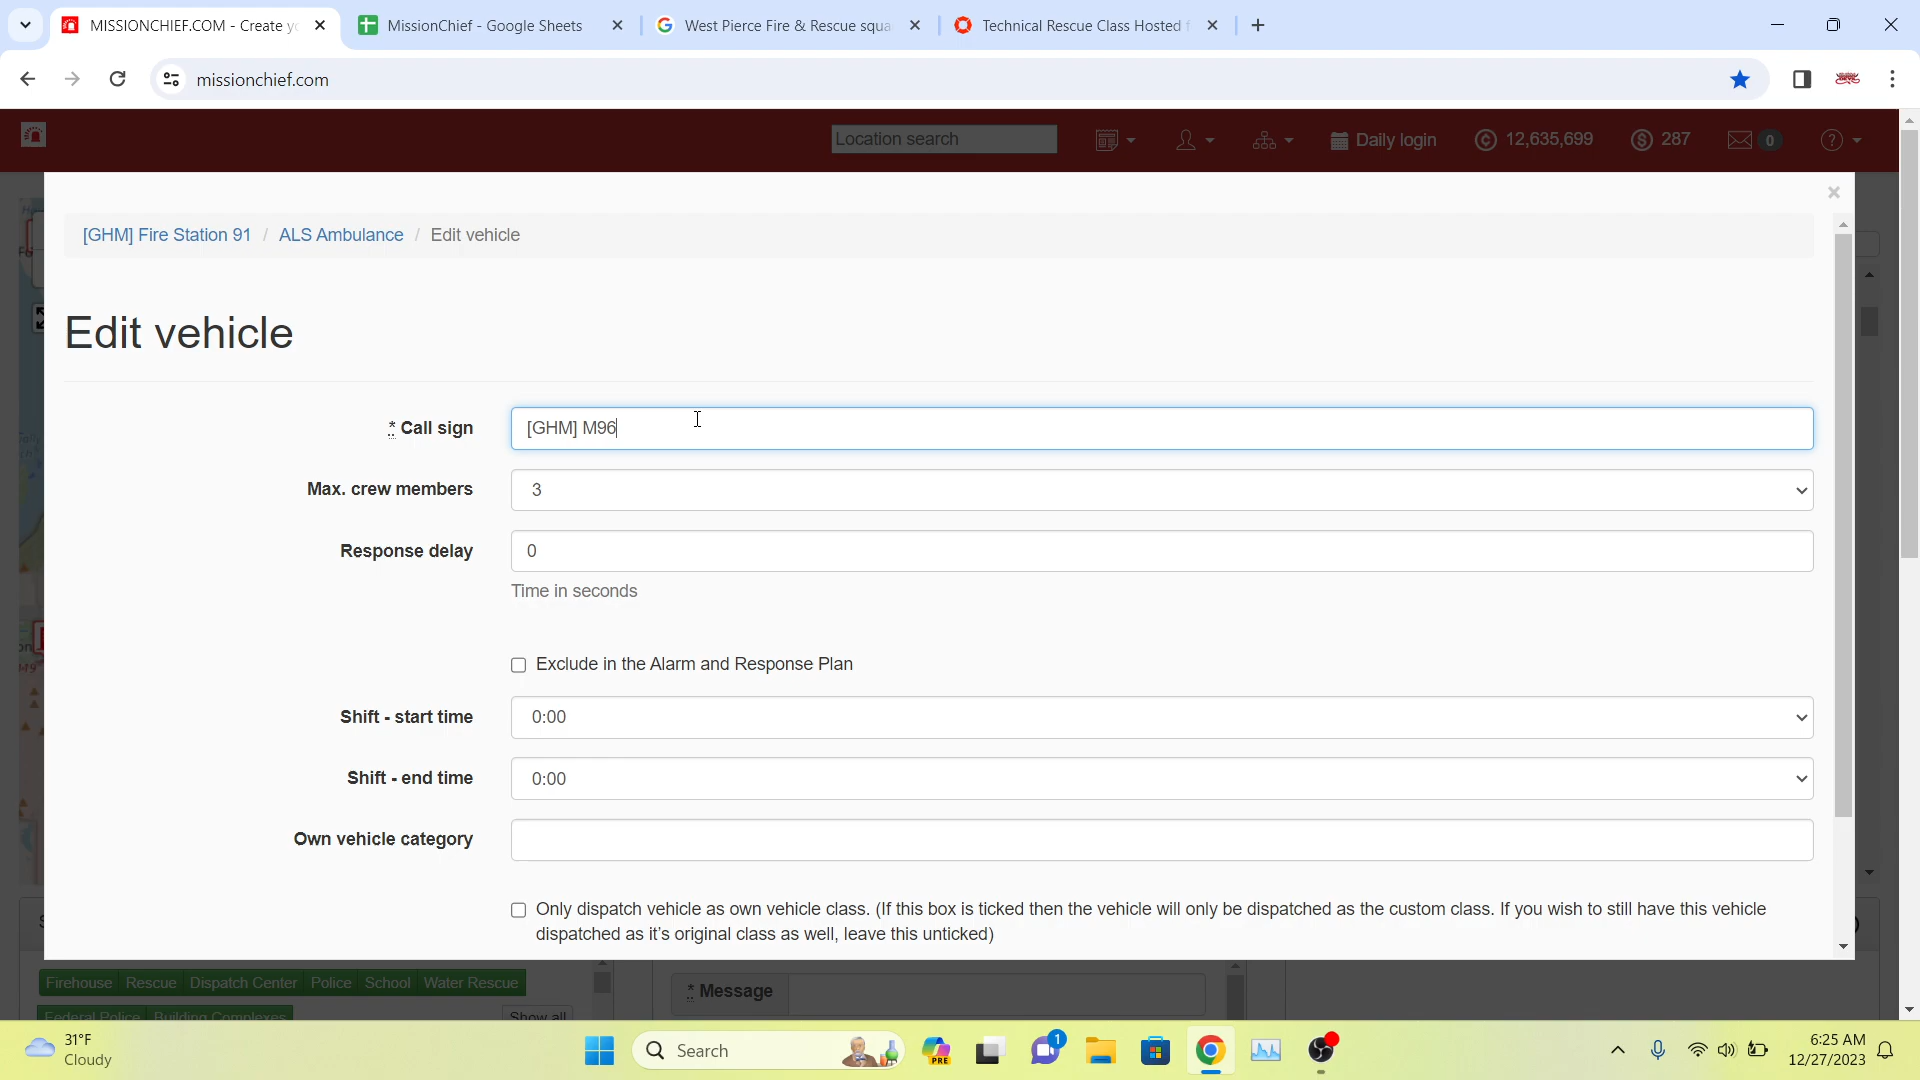 MISSIONCHIEF.COM - Create yo
MissionChief - Google Sheets
West Pierce Fire & Rescue squa
Technical Rescue Class Hosted f
missionchief.com
Location search
Daily login
12,635,699
287
0
[GHM] Fire Station 91 / ALS Ambulance / Edit vehicle
Edit vehicle
* Call sign
[GHM] M96
Max. crew members
3
Response delay
0
Time in seconds
Exclude in the Alarm and Response Plan
Shift - start time
0:00
Shift - end time
0:00
Own vehicle category
Only dispatch vehicle as own vehicle class. (If this box is ticked then the vehicle will only be dispatched as the custom class. If you wish to still have this vehicle
dispatched as it's original class as well, leave this unticked)
Firehouse Rescue Dispatch Center Police School Water Rescue
Federal Police Building Complexes Show all
* Message
31°F
Cloudy
Search
PRE
1
6:25 AM
12/27/2023